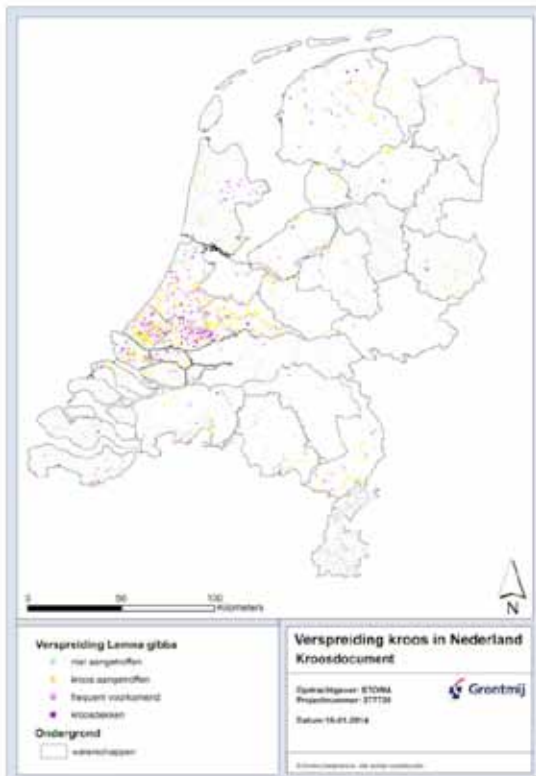 0 50 100
Kilometers
N
Verspreiding Lemna gibba
niet aangetroffen
kroos aangetroffen
frequent voorkomend
kroosdekken
Ondergrond
waterschappen
Verspreiding kroos in Nederland
Kroosdocument
Opdrachtgever: STOWA
Projectnummer:
Grontmij